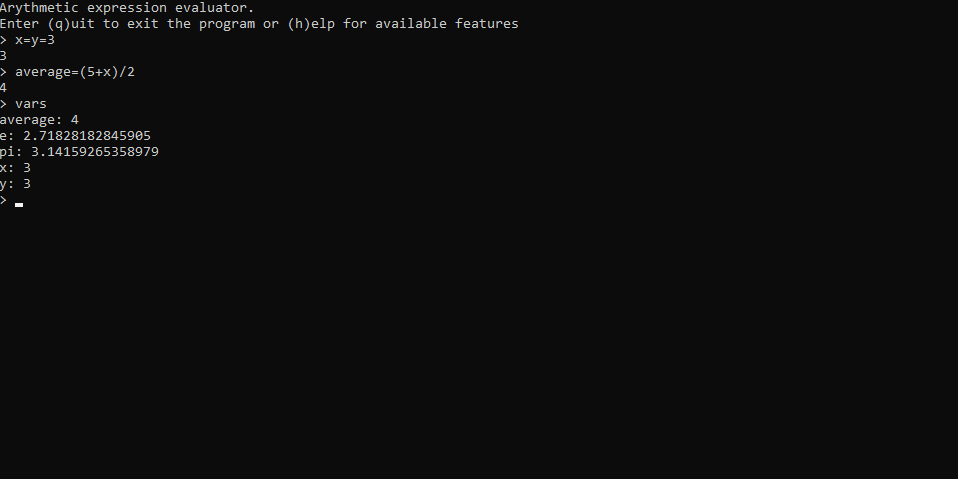 Arythmetic expression evaluator.
Enter (q)uit to exit the program or (h)elp for available features
> x=y=3
3
> average=(5+x)/2
4
> vars
average: 4
e: 2.71828182845905
pi: 3.14159265358979
x: 3
y: 3
>